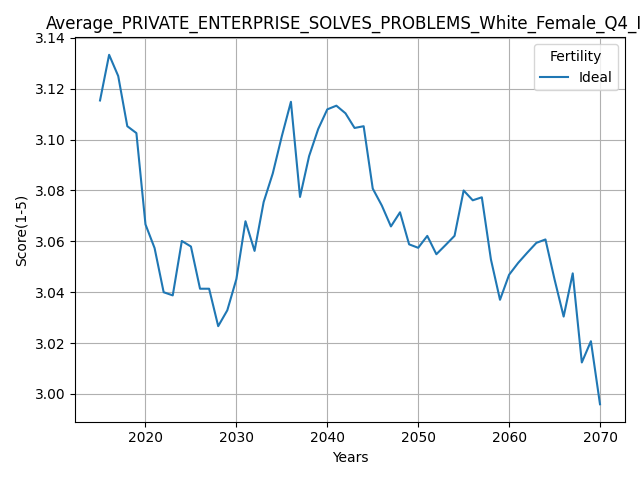 Average_PRIVATE_ENTERPRISE_SOLVES_PROBLEMS_White_Female_Q4_I
3.14
3.12
3.10
3.08
3.06
3.04
3.02
3.00
Score(1-5)
Fertility
Ideal
2020 2030 2040 2050 2060 2070
Years